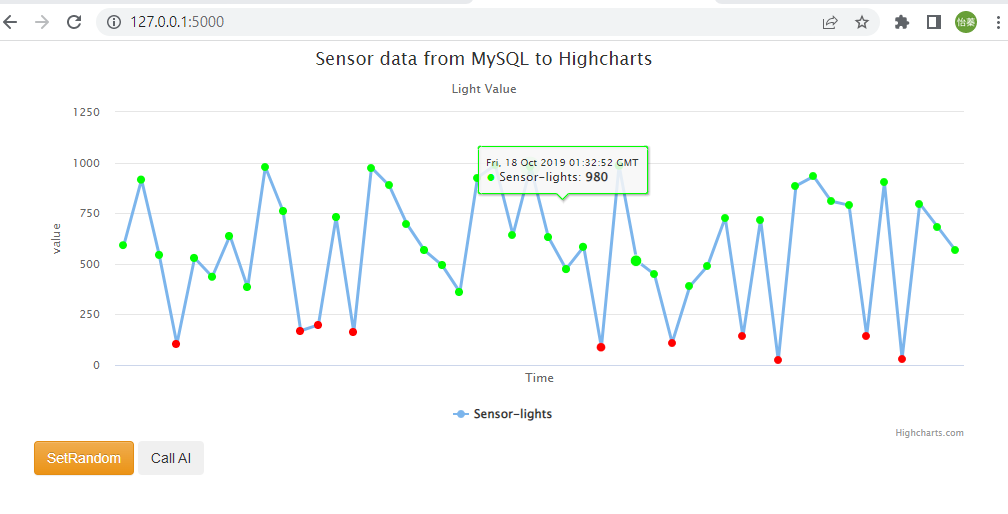 127.0.0.1:5000
怡蓁
Sensor data from MySQL to Highcharts
Light Value
1250
1000
750
500
250
0
value
Fri, 18 Oct 2019 01:32:52 GMT
Sensor-lights: 980
Time
Sensor-lights
Highcharts.com
SetRandom
Call AI